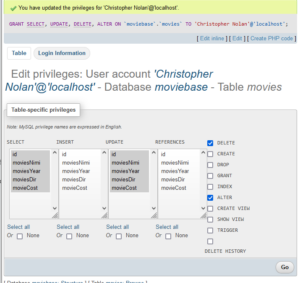 You have updated the privileges for 'Christopher Nolan'@'localhost'.
GRANT SELECT, UPDATE, DELETE, ALTER ON `moviebase`.`movies` TO 'Christopher Nolan'@'localhost';
[ Edit inline ] [ Edit ] [ Create PHP code ]
Table Login Information
Edit privileges: User account 'Christopher
Nolan'@'localhost' - Database moviebase - Table movies
Table-specific privileges
Note: MySQL privilege names are expressed in English.
SELECT INSERT UPDATE REFERENCES DELETE
id id id id CREATE
moviesNimi moviesNimi moviesNimi moviesNimi DROP
moviesYear moviesYear moviesYear moviesYear GRANT
moviesDir moviesDir moviesDir moviesDir INDEX
movieCost movieCost movieCost movieCost ALTER
CREATE VIEW
Select all Select all Select all Select all SHOW VIEW
Or None Or None Or None Or None TRIGGER
DELETE HISTORY
Go